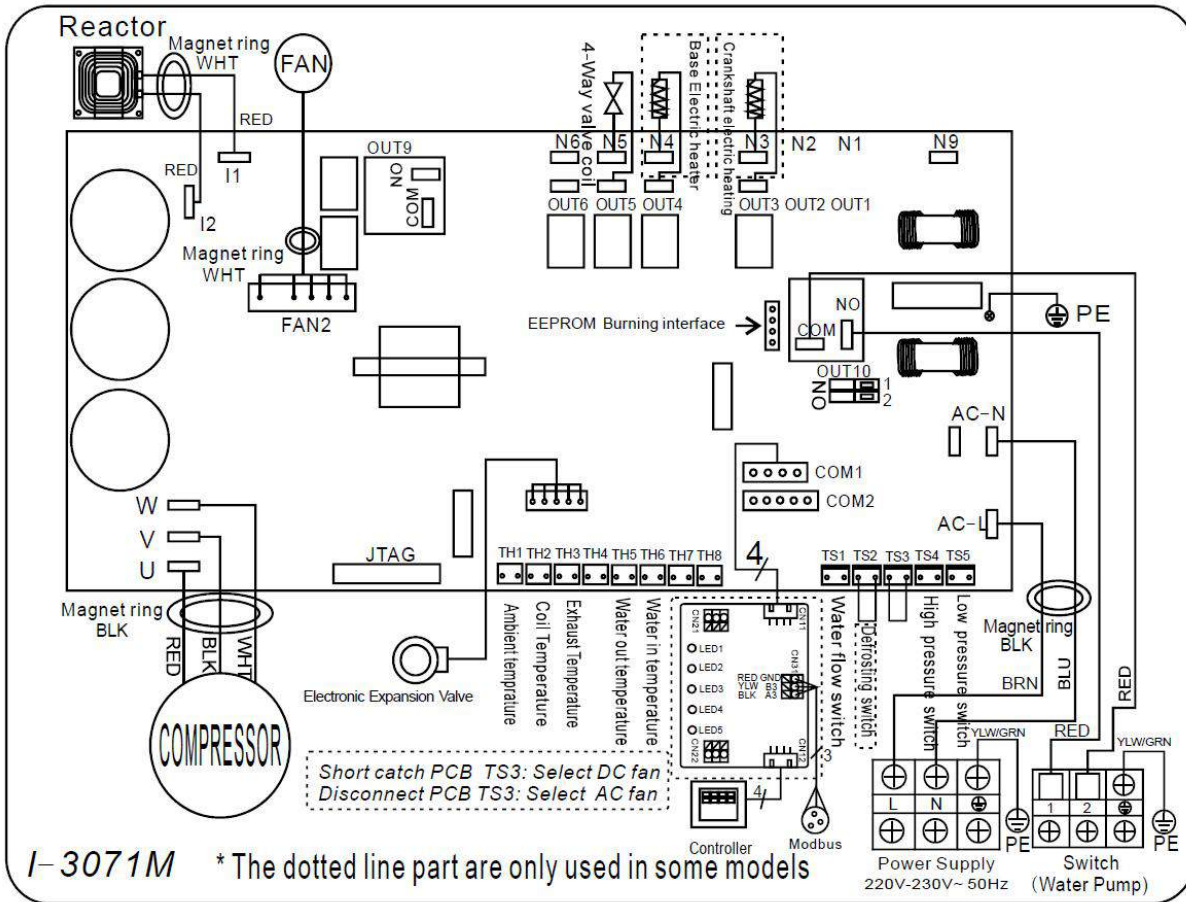 Reactor
Magnet ring
WHT
FAN
RED
RED
I1
I2
Magnet ring
WHT
FAN2
OUT9
NO
COM
4-Way valve coil
Base Electric heater
Crankshaft electric heating
N6 N5 N4 N3 N2 N1 N9
OUT6 OUT5 OUT4 OUT3 OUT2 OUT1
EEPROM Burning interface
NO
COM
PE
OUT10
NO
1
2
AC-N
AC-L
COM1
COM2
W
V
U
JTAG
4
TH1 TH2 TH3 TH4 TH5 TH6 TH7 TH8
TS1 TS2 TS3 TS4 TS5
Ambient temprature
Coil Temperature
Exhaust Temperature
Water out temperature
Water in temperature
Water flow switch
Defrosting switch
High pressure switch
Low pressure switch
Magnet ring
BLK
RED
BLK
WHT
COMPRESSOR
Electronic Expansion Valve
CN21
CN11
LED1
LED2
LED3
LED4
LED5
CN31
RED GND
YLW B3
BLK A3
CN22
CN12
3
4
Controller
Modbus
Magnet ring
BLK
BRN
BLU
RED
RED
YLW/GRN
YLW/GRN
L N
1 2
PE
PE
Power Supply
220V-230V~ 50Hz
Switch
(Water Pump)
Short catch PCB TS3: Select DC fan
Disconnect PCB TS3: Select AC fan
I-3071M * The dotted line part are only used in some models